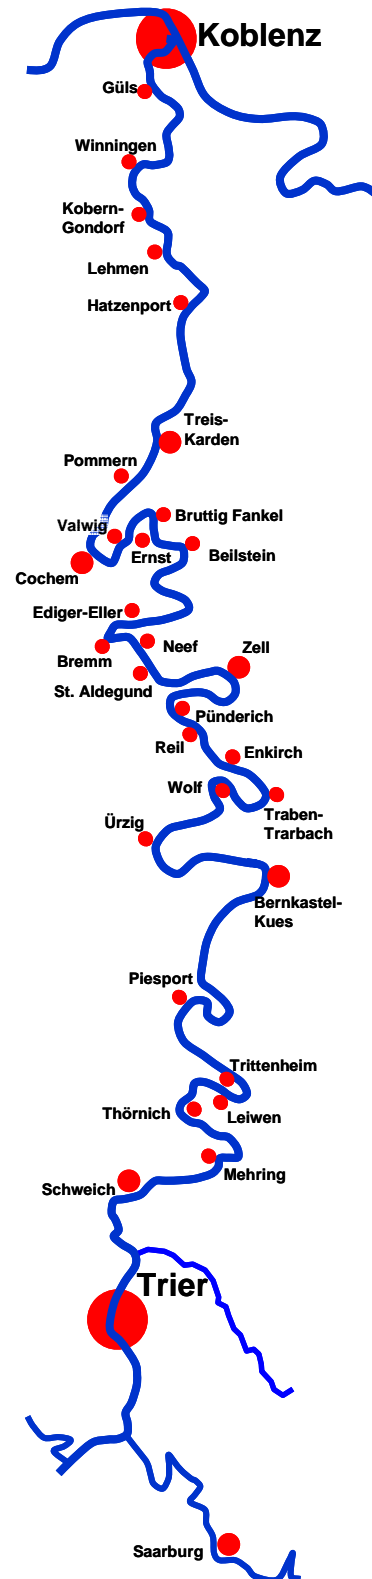 Koblenz
Güls
Winningen
Kobern-
Gondorf
Lehmen
Hatzenport
Treis-
Karden
Pommern
Bruttig Fankel
Valwig
Ernst
Beilstein
Cochem
Ediger-Eller
Neef
Zell
Bremm
St. Aldegund
Pünderich
Reil
Enkirch
Wolf
Traben-
Trarbach
Ürzig
Bernkastel-
Kues
Piesport
Trittenheim
Thörnich
Leiwen
Mehring
Schweich
Trier
Saarburg